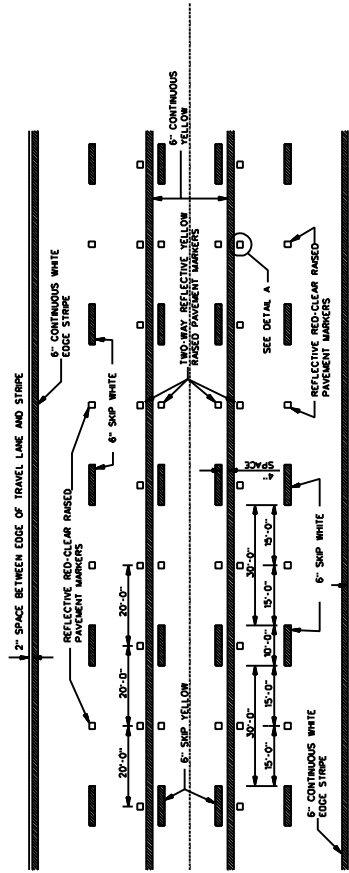 2" SPACE BETWEEN EDGE OF TRAVEL LANE AND STRIPE
6" CONTINUOUS WHITE
EDGE STRIPE
REFLECTIVE RED-CLEAR RAISED
PAVEMENT MARKERS
6" SKIP WHITE
20'-0"
20'-0"
20'-0"
6" SKIP YELLOW
TWO-WAY REFLECTIVE YELLOW
RAISED PAVEMENT MARKERS
6" CONTINUOUS
YELLOW
4"
SPACE
SEE DETAIL A
30'-0"
30'-0"
15'-0"
15'-0"
10'-0"
15'-0"
15'-0"
6" CONTINUOUS WHITE
EDGE STRIPE
6" SKIP WHITE
REFLECTIVE RED-CLEAR RAISED
PAVEMENT MARKERS